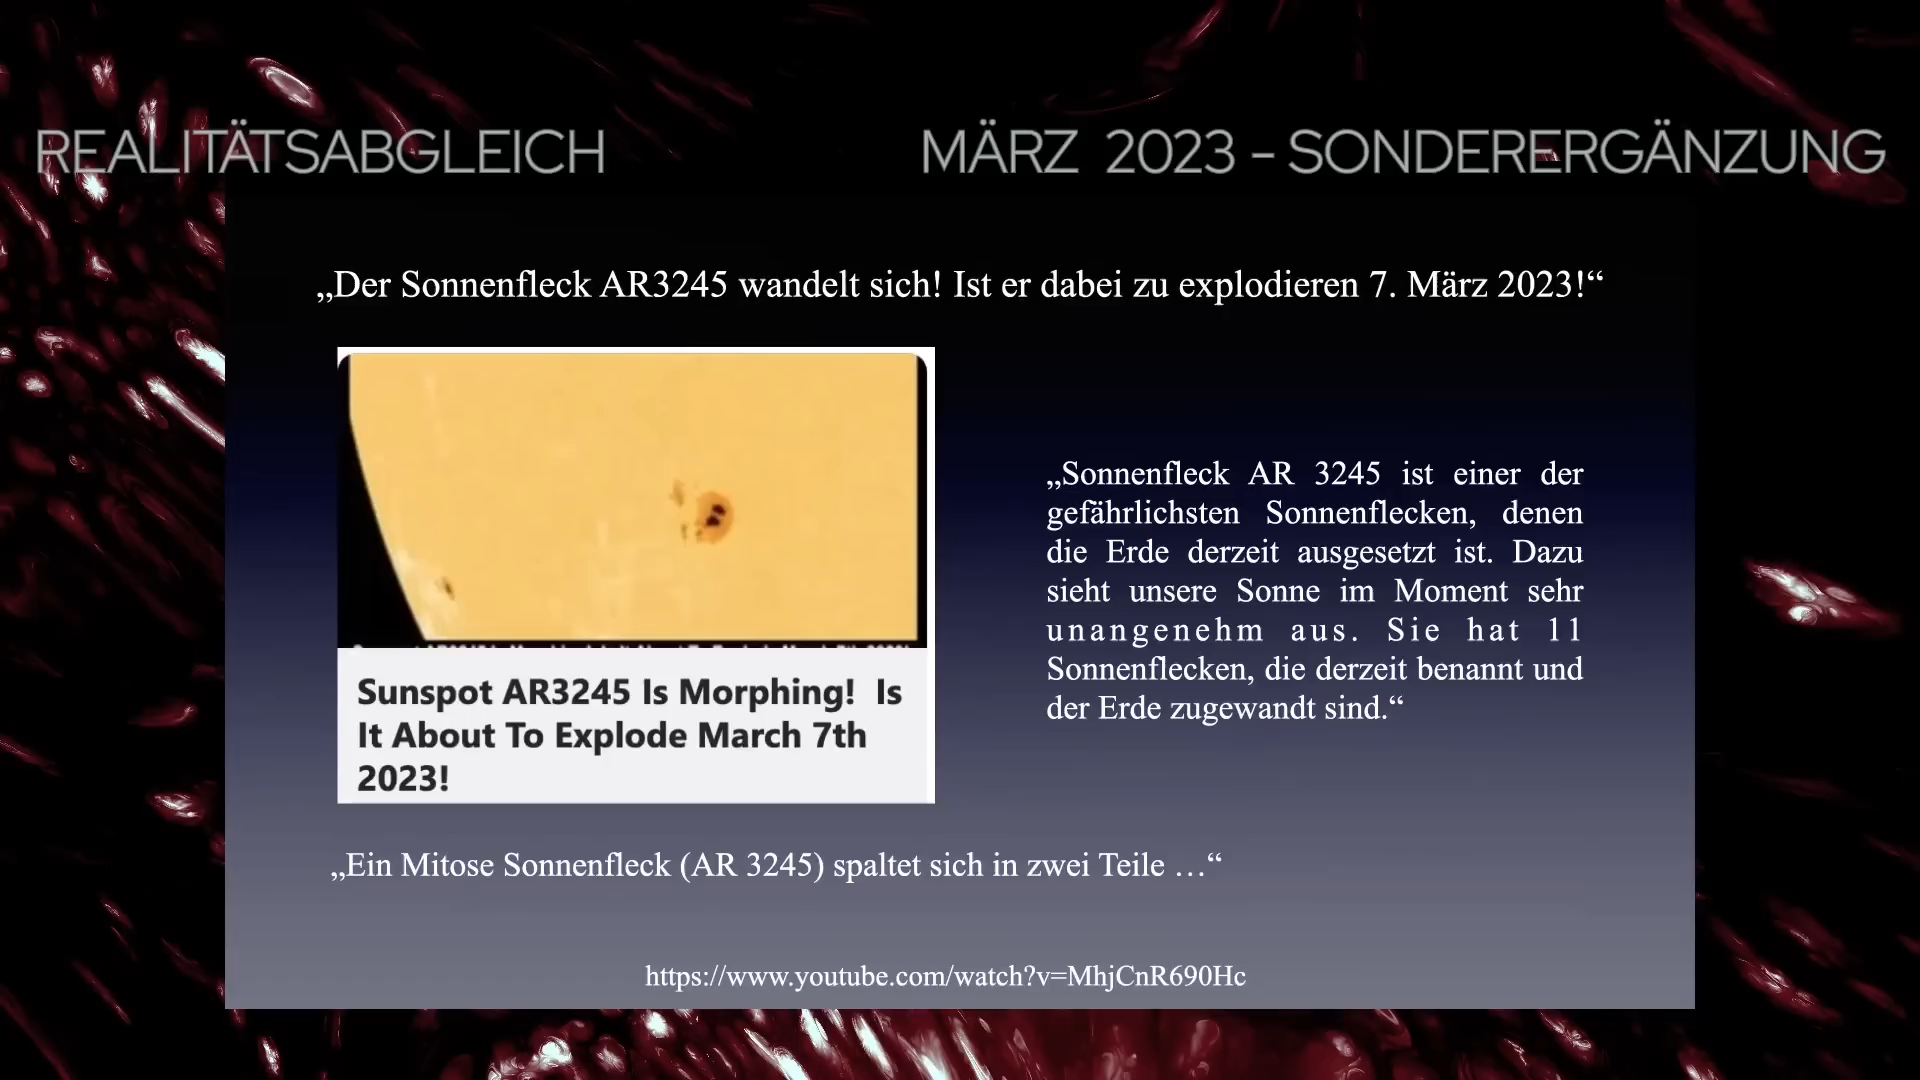 REALITÄTSABGLEICH
MÄRZ 2023 – SONDERERGÄNZUNG
„Der Sonnenfleck AR3245 wandelt sich! Ist er dabei zu explodieren 7. März 2023!“
Sunspot AR3245 Is Morphing! Is
It About To Explode March 7th
2023!
„Sonnenfleck AR 3245 ist einer der
gefährlichsten Sonnenflecken, denen
die Erde derzeit ausgesetzt ist. Dazu
sieht unsere Sonne im Moment sehr
unangenehm aus. Sie hat 11
Sonnenflecken, die derzeit benannt und
der Erde zugewandt sind.“
„Ein Mitose Sonnenfleck (AR 3245) spaltet sich in zwei Teile …“
https://www.youtube.com/watch?v=MhjCnR690Hc